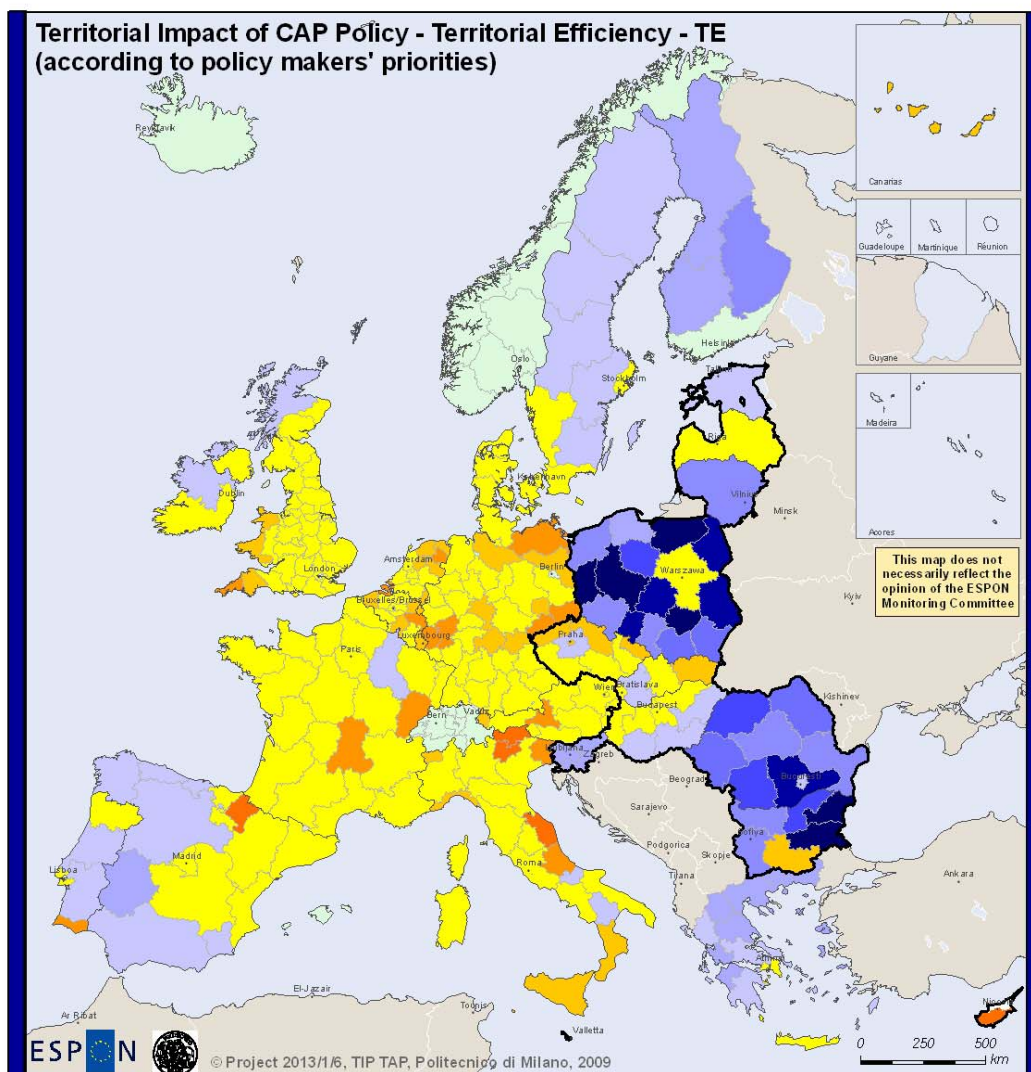 Territorial Impact of CAP Policy - Territorial Efficiency - TE
(according to policy makers' priorities)
Reykjavik
Canarias
Guadeloupe
Martinique
Réunion
Guyane
Madeira
Acores
This map does not
necessarily reflect the
opinion of the ESPON
Monitoring Committee
Oslo
Helsinki
Stockholm
Riga
København
Vilnius
Minsk
Dublin
London
Amsterdam
Berlin
Warszawa
Kyiv
Bruxelles/Brussel
Luxembourg
Praha
Paris
Wien
Bratislava
Budapest
Kishinev
Bern
Vaduz
Ljubljana
Zagreb
Beograd
Bucuresti
Sarajevo
Podgorica
Sofiya
Skopje
Tirana
Roma
Madrid
Lisboa
Ankara
Ar Ribat
El-Jazair
Valletta
ESPON
© Project 2013/1/6, TIP TAP, Politecnico di Milano, 2009
0 250 500
km